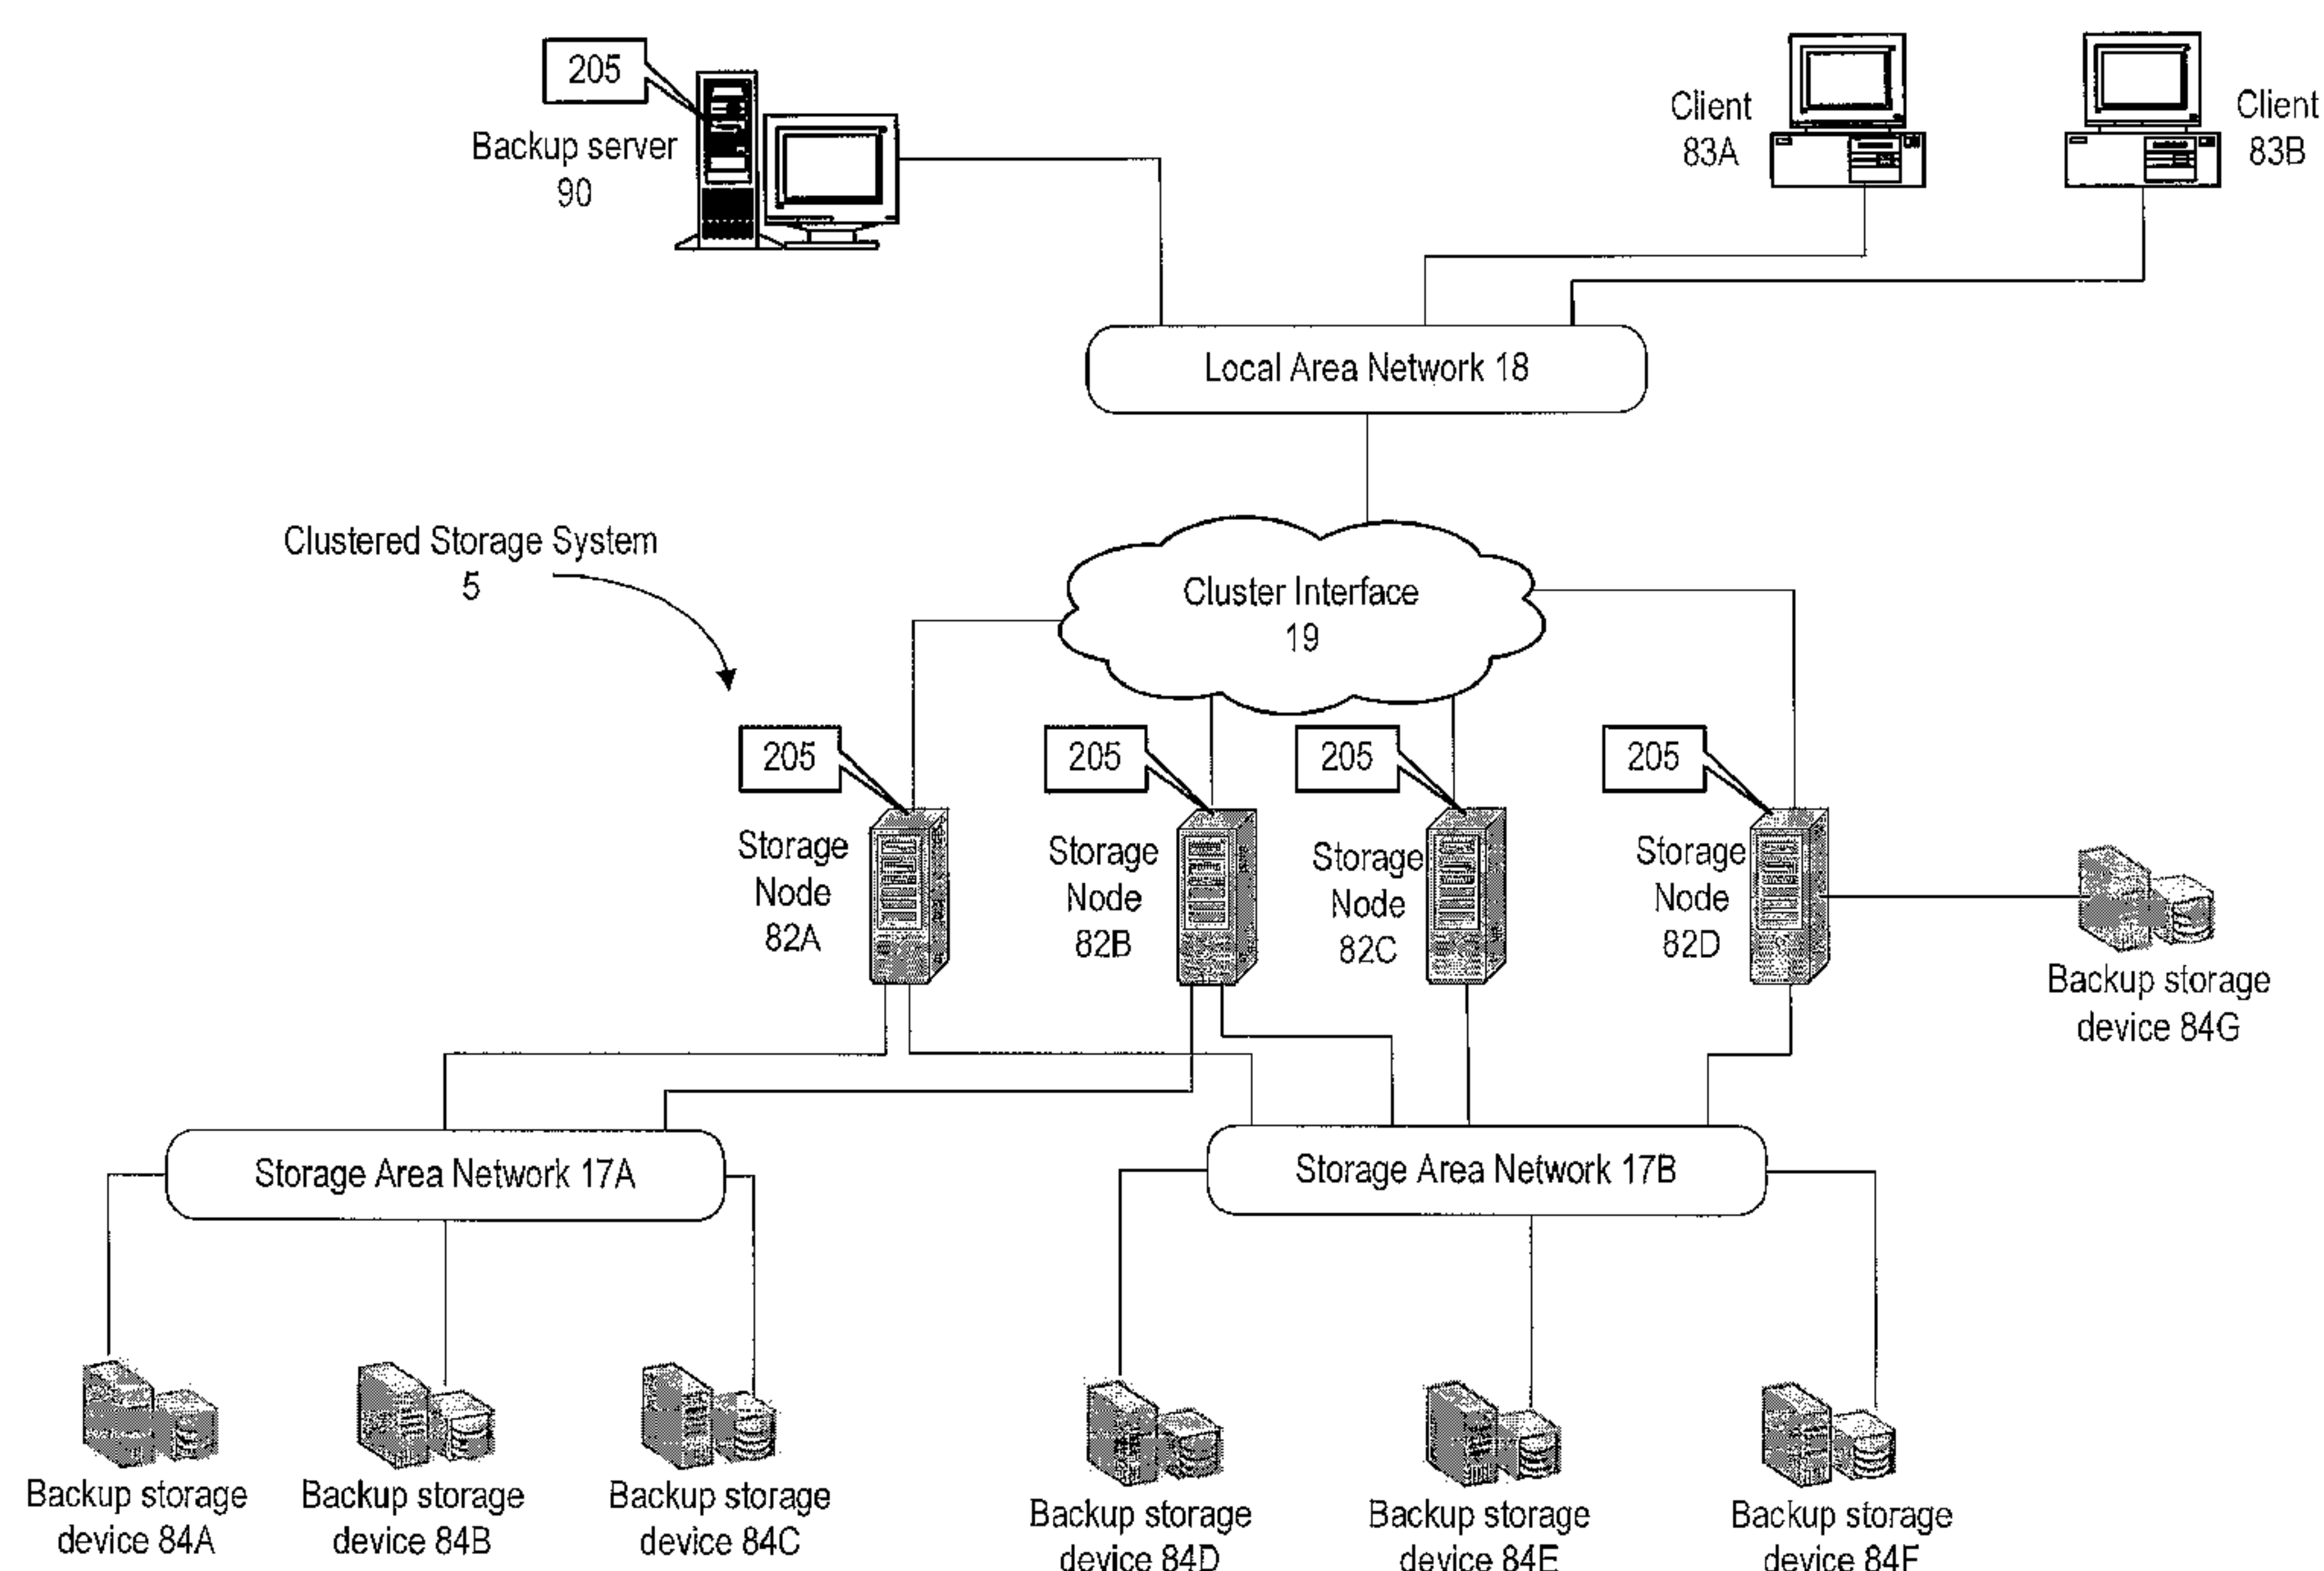 205
Backup server
90
Client
83A
Client
83B
Local Area Network 18
Clustered Storage System
5
Cluster Interface
19
205
205
205
205
Storage
Node
82A
Storage
Node
82B
Storage
Node
82C
Storage
Node
82D
Backup storage
device 84G
Storage Area Network 17A
Storage Area Network 17B
Backup storage
device 84A
Backup storage
device 84B
Backup storage
device 84C
Backup storage
device 84D
Backup storage
device 84E
Backup storage
device 84F